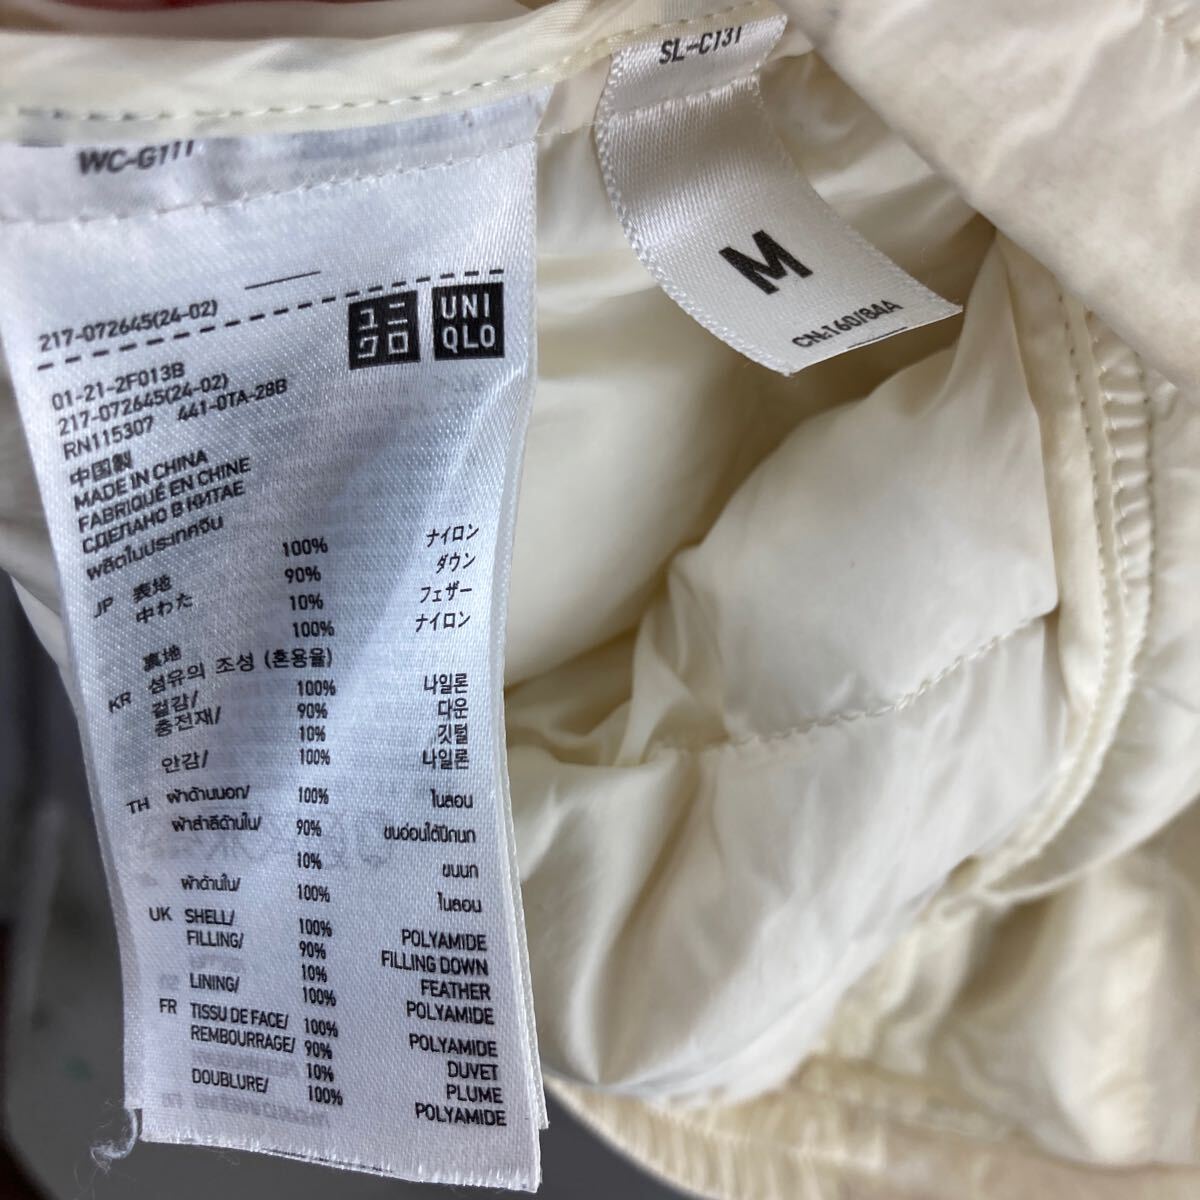 SL-C131
M
CN:160/84A
WC-G111
217-072645(24-02)
ユニ
クロ
UNI
QLO
01-21-2F013B
217-072645(24-02)
RN115307 441-0TA-28B
中国製
MADE IN CHINA
FABRIQUÉ EN CHINE
СДЕЛАНО В КИТАЕ
ผลิตในประเทศจีน
JP 表地 100% ナイロン
中わた 90% ダウン
10% フェザー
裏地 100% ナイロン
KR 섬유의 조성 (혼용율)
겉감/ 100% 나일론
충전재/ 90% 다운
10% 깃털
안감/ 100% 나일론
TH ผ้าด้านนอก/ 100% ไนลอน
ผ้าสำลีด้านใน/ 90% ขนอ่อนใต้ปีกนก
10% ขนนก
ผ้าด้านใน/ 100% ไนลอน
UK SHELL/ 100% POLYAMIDE
FILLING/ 90% FILLING DOWN
10% FEATHER
LINING/ 100% POLYAMIDE
FR TISSU DE FACE/ 100% POLYAMIDE
REMBOURRAGE/ 90% DUVET
10% PLUME
DOUBLURE/ 100% POLYAMIDE